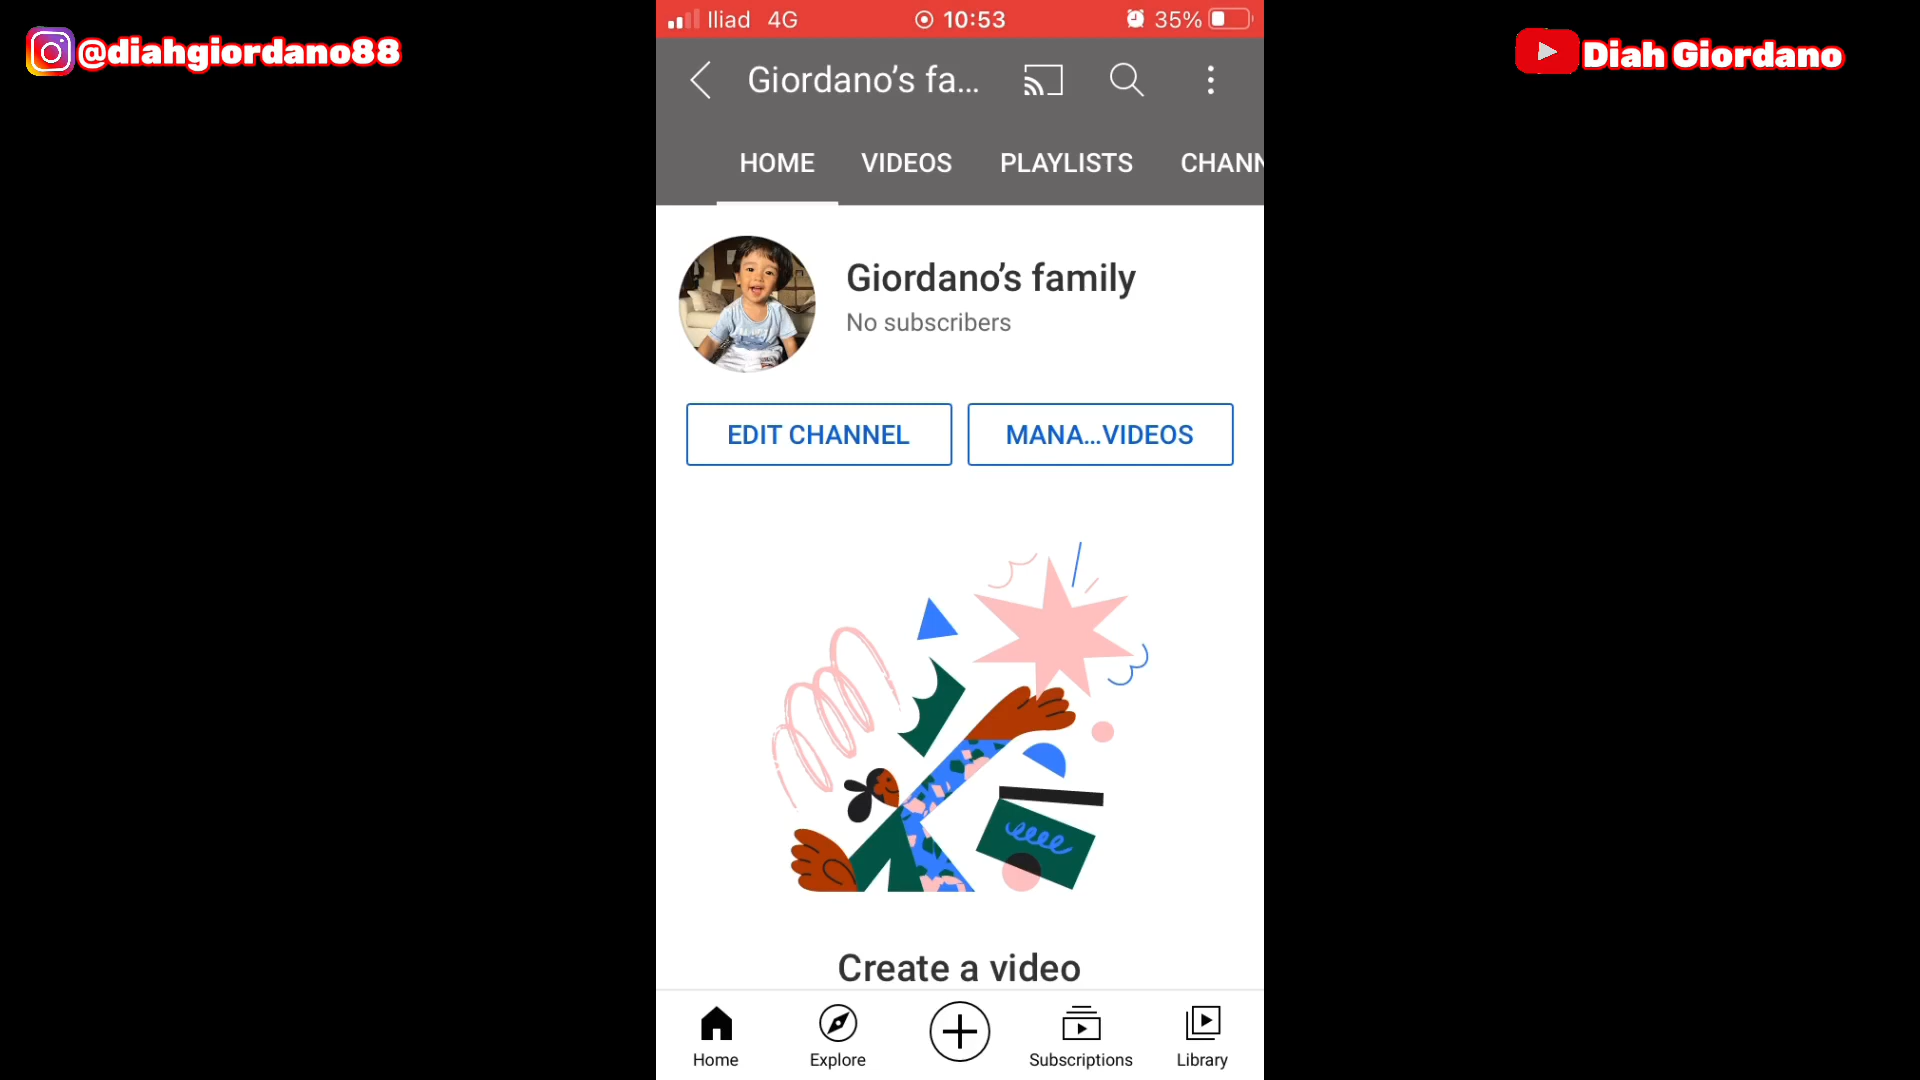 @diahgiordano88
Diah Giordano
Iliad 4G 10:53 35%
Giordano’s fa...
HOME VIDEOS PLAYLISTS CHANN
Giordano’s family
No subscribers
EDIT CHANNEL MANA...VIDEOS
Create a video
Home Explore Subscriptions Library